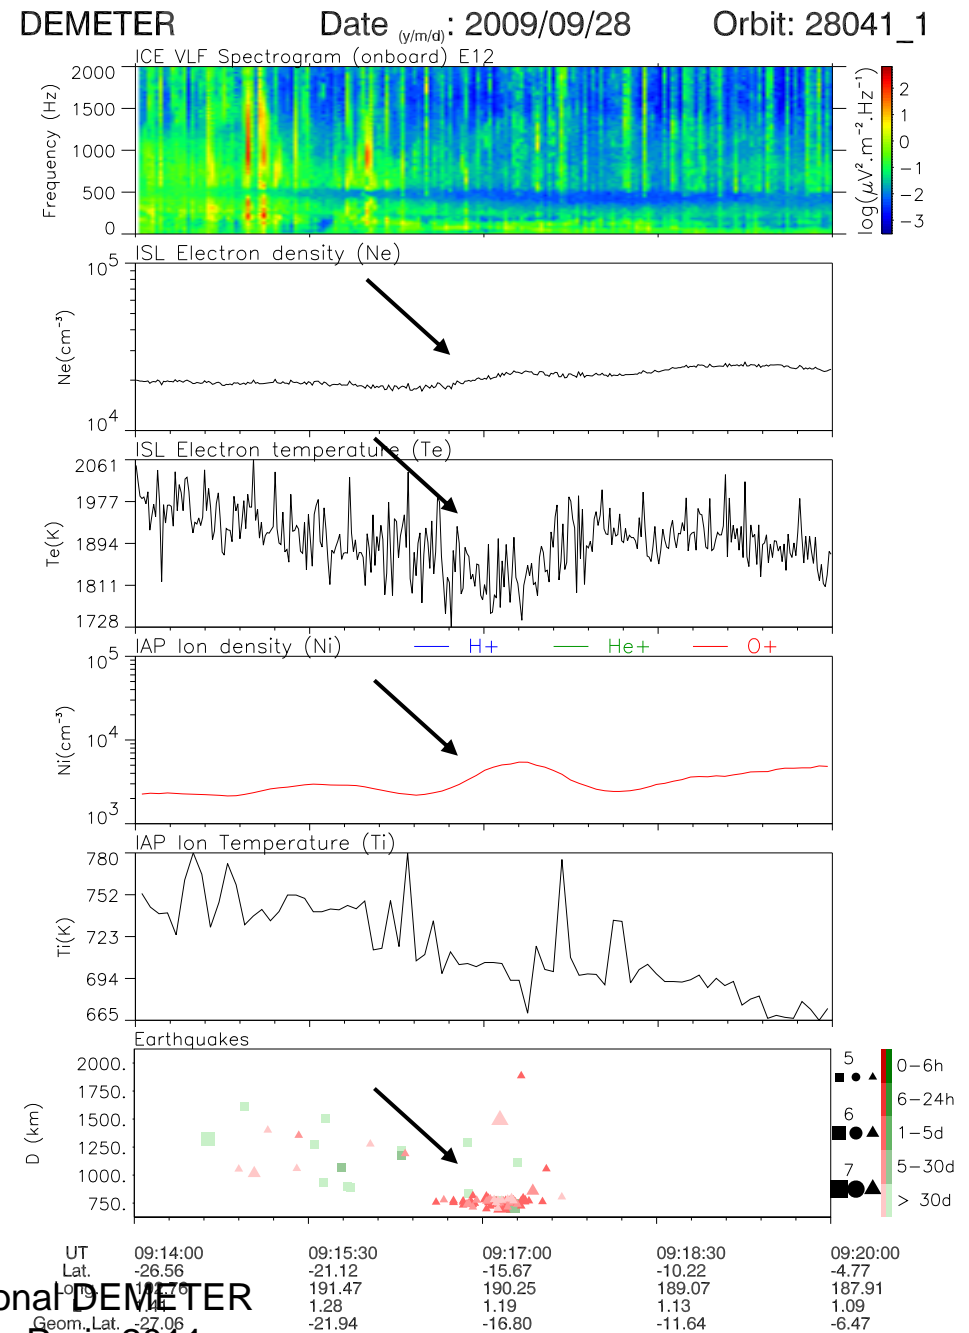 DEMETER Date (y/m/d): 2009/09/28 Orbit: 28041_1
ICE VLF Spectrogram (onboard) E12
Frequency (Hz)
2000
1500
1000
500
0
2
1
0
−1
−2
−3
log(μV².m⁻².Hz⁻¹)
ISL Electron density (Ne)
Ne(cm⁻³)
10⁵
10⁴
ISL Electron temperature (Te)
Te(K)
2061
1977
1894
1811
1728
IAP Ion density (Ni) H+ He+ O+
Ni(cm⁻³)
10⁵
10⁴
10³
IAP Ion Temperature (Ti)
Ti(K)
780
752
723
694
665
Earthquakes
D (km)
2000.
1750.
1500.
1250.
1000.
750.
5
6
7
0−6h
6−24h
1−5d
5−30d
> 30d
UT 09:14:00 09:15:30 09:17:00 09:18:30 09:20:00
Lat. -26.56 -21.12 -15.67 -10.22 -4.77
Long. 191.47 190.25 189.07 187.91
1.28 1.19 1.13 1.09
Geom. Lat. -27.06 -21.94 -16.80 -11.64 -6.47
onal DEMETER